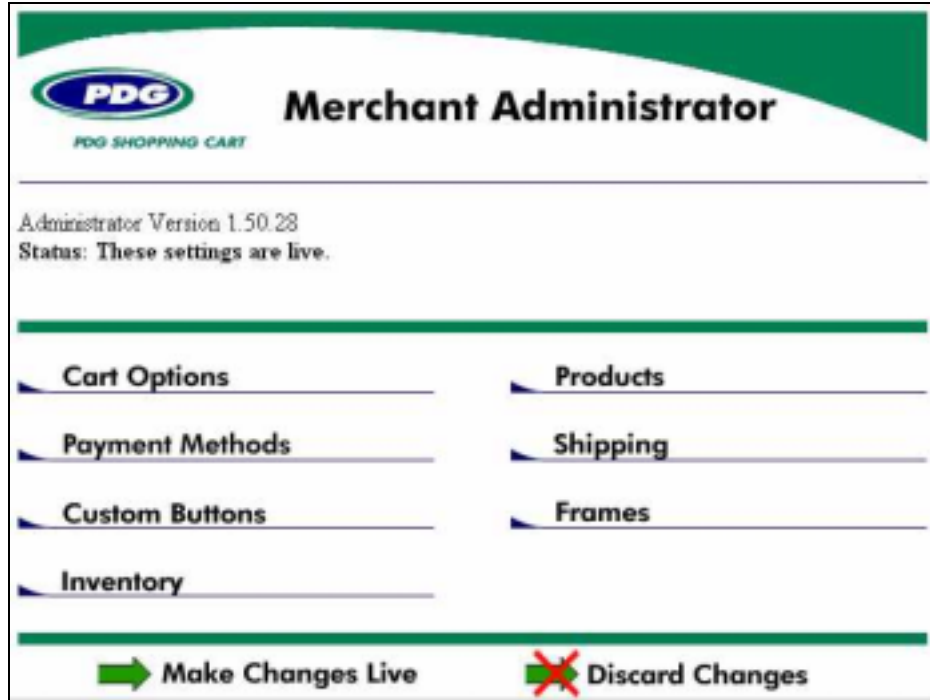 PDG
Merchant Administrator
PDG SHOPPING CART
Administrator Version 1.50.28
Status: These settings are live.
Cart Options
Products
Payment Methods
Shipping
Custom Buttons
Frames
Inventory
Make Changes Live
Discard Changes